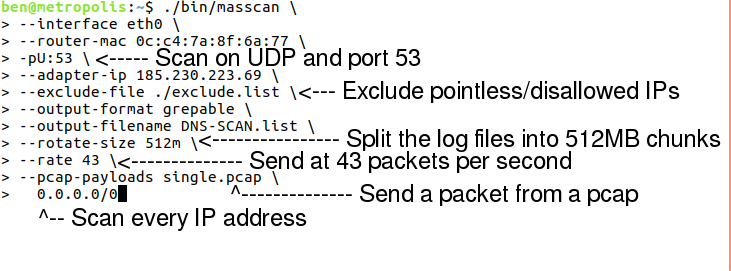 ben@metropolis:~$ ./bin/masscan \
> --interface eth0 \
> --router-mac 0c:c4:7a:8f:6a:77 \
> -pU:53 \ <----- Scan on UDP and port 53
> --adapter-ip 185.230.223.69 \
> --exclude-file ./exclude.list \ <--- Exclude pointless/disallowed IPs
> --output-format grepable \
> --output-filename DNS-SCAN.list \
> --rotate-size 512m \ <---------------- Split the log files into 512MB chunks
> --rate 43 \ <-------------- Send at 43 packets per second
> --pcap-payloads single.pcap \
> 0.0.0.0/0 ^-------------- Send a packet from a pcap
^-- Scan every IP address